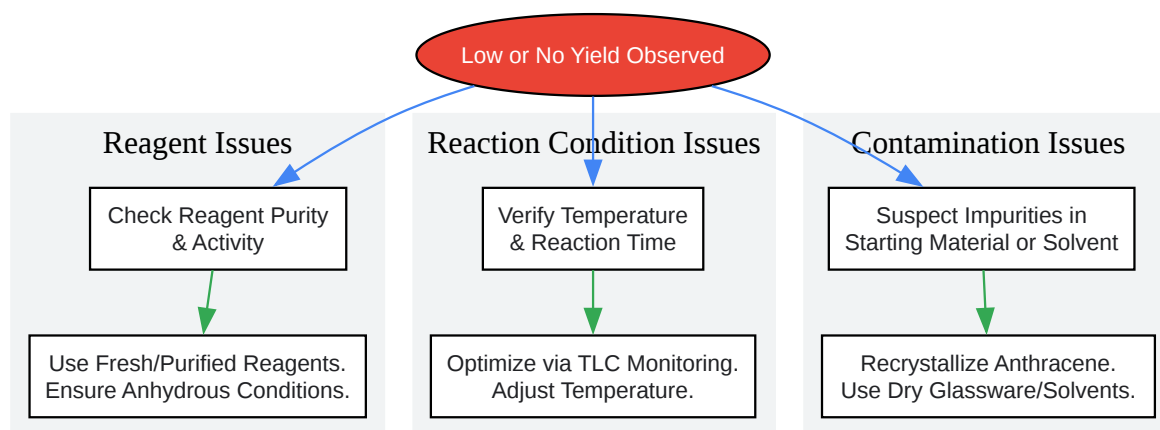 Low or No Yield Observed
Reagent Issues
Check Reagent Purity
& Activity
Use Fresh/Purified Reagents.
Ensure Anhydrous Conditions.
Reaction Condition Issues
Verify Temperature
& Reaction Time
Optimize via TLC Monitoring.
Adjust Temperature.
Contamination Issues
Suspect Impurities in
Starting Material or Solvent
Recrystallize Anthracene.
Use Dry Glassware/Solvents.